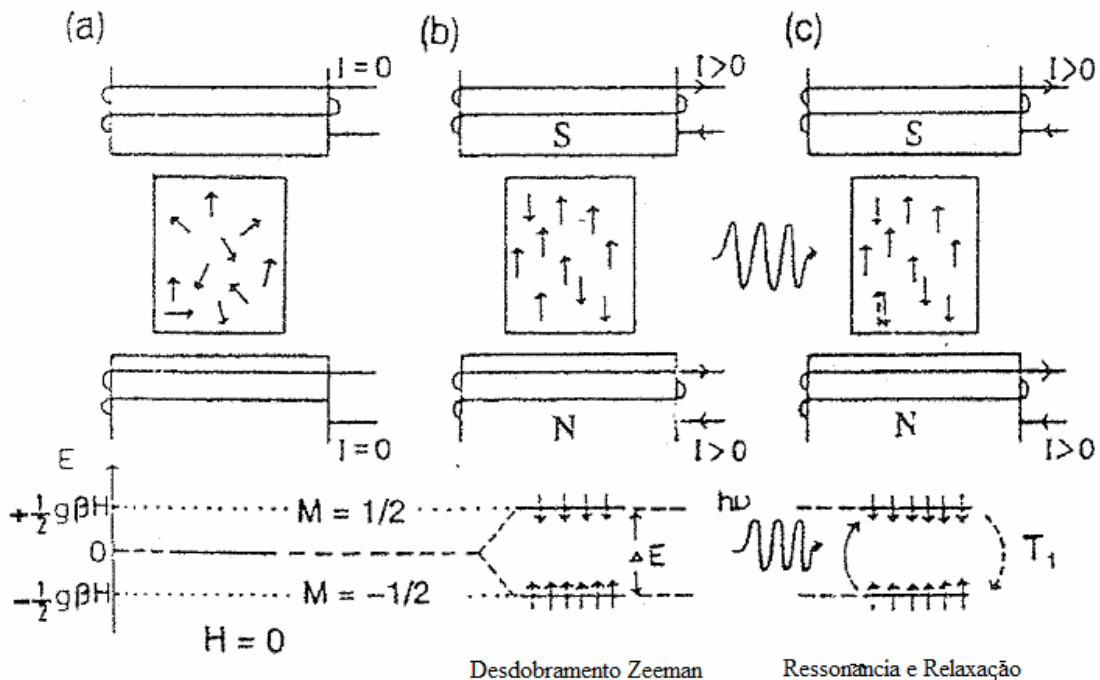 (a) (b) (c)
I=0 I>0 I>0
S S
N N
I=0 I>0 I>0
E
+½gβH M = 1/2 hν
0 ΔE T₁
-½gβH M = -1/2
H = 0
Desdobramento Zeeman Ressonancia e Relaxação